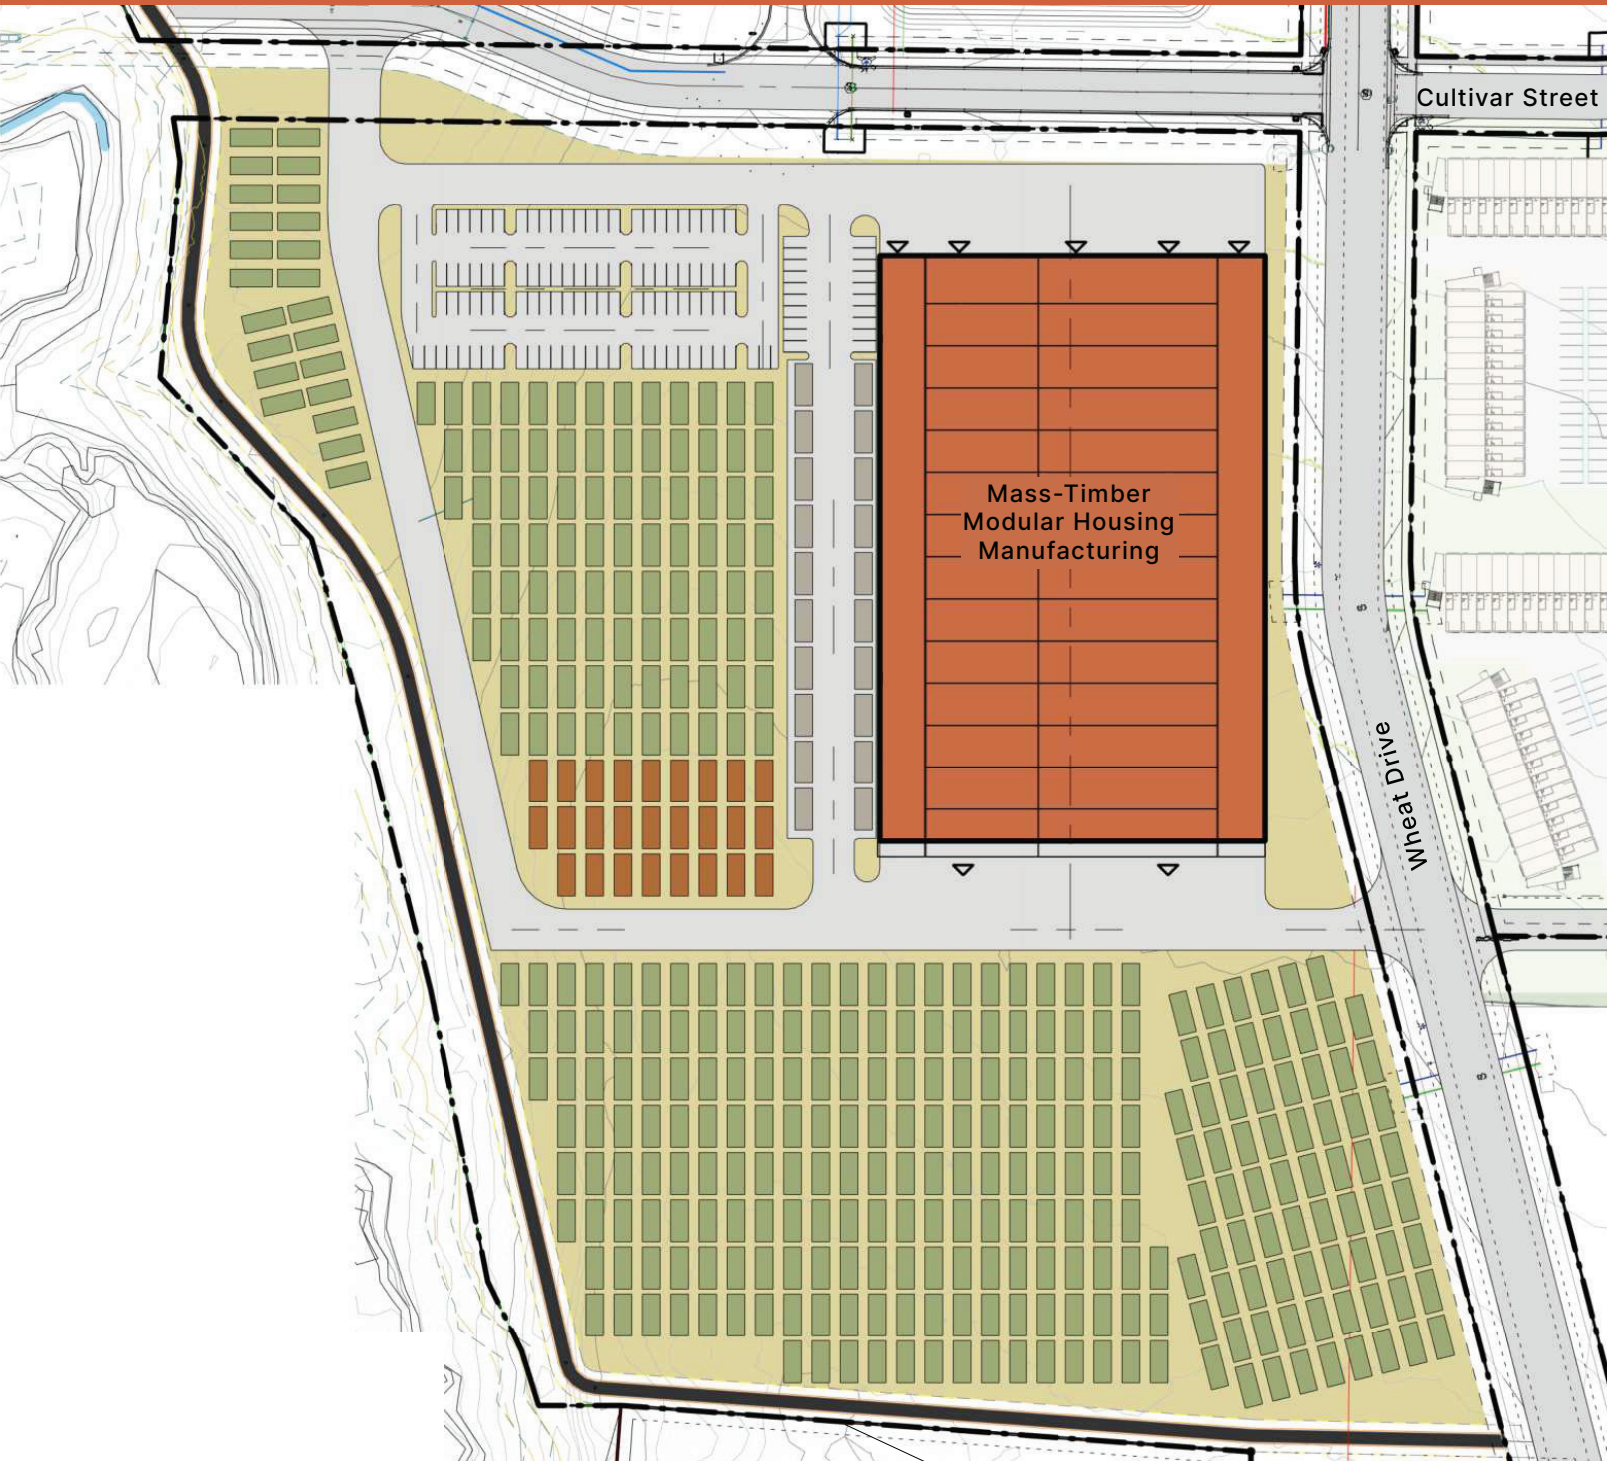 Cultivar Street
Mass-Timber
Modular Housing
Manufacturing
Wheat Drive